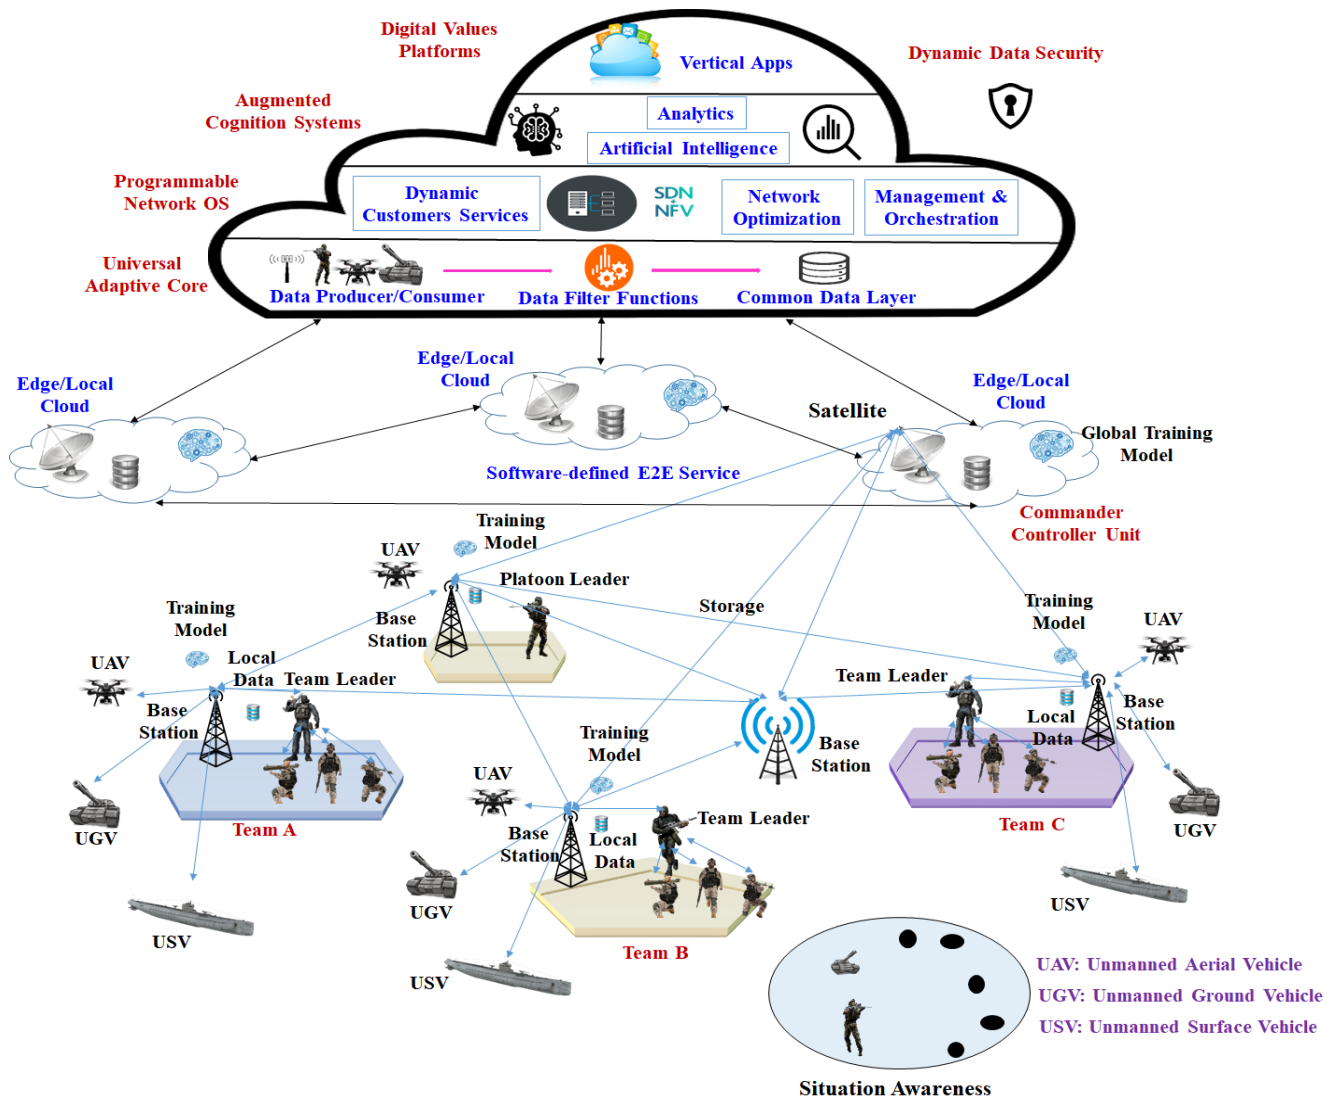 Digital Values
Platforms
Vertical Apps
Dynamic Data Security
Augmented
Cognition Systems
Analytics
Artificial Intelligence
Programmable
Network OS
Dynamic
Customers Services
SDN
+
NFV
Network
Optimization
Management &
Orchestration
Universal
Adaptive Core
Data Producer/Consumer
Data Filter Functions
Common Data Layer
Edge/Local
Cloud
Edge/Local
Cloud
Edge/Local
Cloud
Satellite
Global Training
Model
Software-defined E2E Service
Commander
Controller Unit
Training
Model
UAV
Platoon Leader
Base
Station
Storage
Training
Model
UAV
Local
Data
Team Leader
Base
Station
UGV
Team A
USV
Training
Model
UAV
Base
Station
Local
Data
Team Leader
UGV
Team B
USV
Base
Station
Training
Model
UAV
Team Leader
Local
Data
Base
Station
UGV
Team C
USV
UAV: Unmanned Aerial Vehicle
UGV: Unmanned Ground Vehicle
USV: Unmanned Surface Vehicle
Situation Awareness